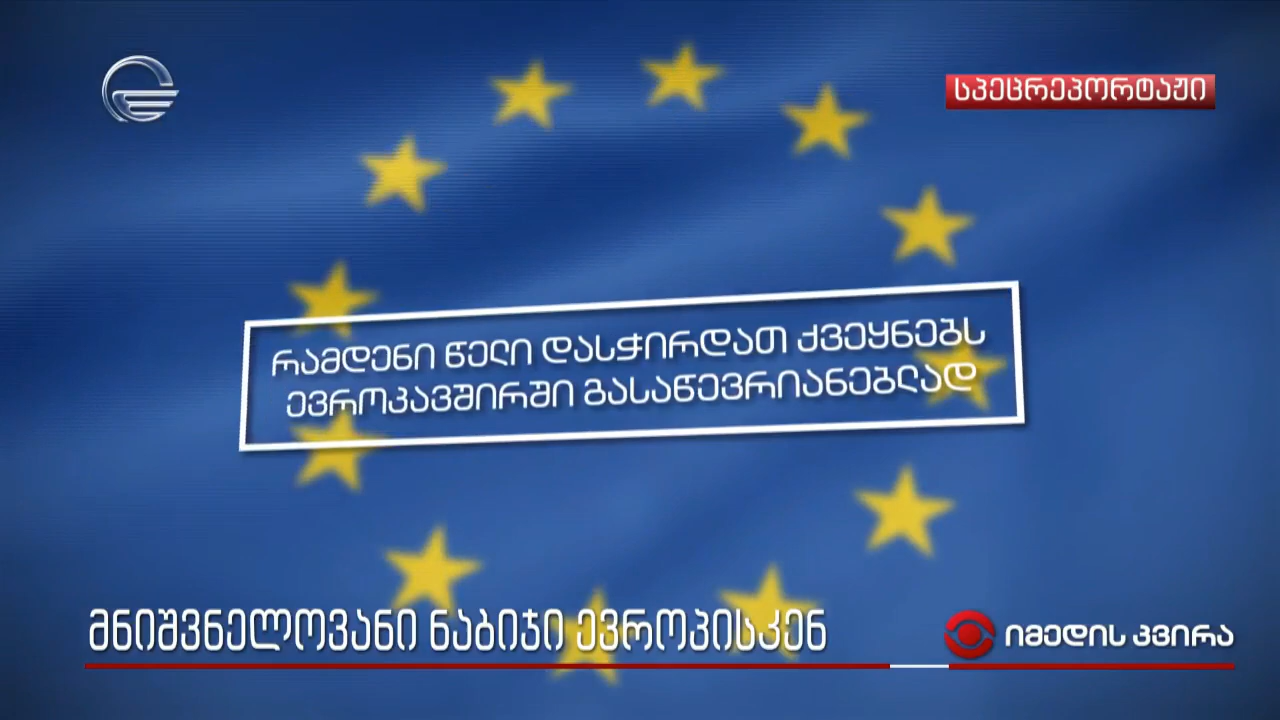 სპეცრეპორტაჟი
რამდენი წელი დასჭირდათ ქვეყნებს
ევროკავშირში გასაწევრიანებლად
მნიშვნელოვანი ნაბიჯი ევროპისკენ
იმედის კვირა